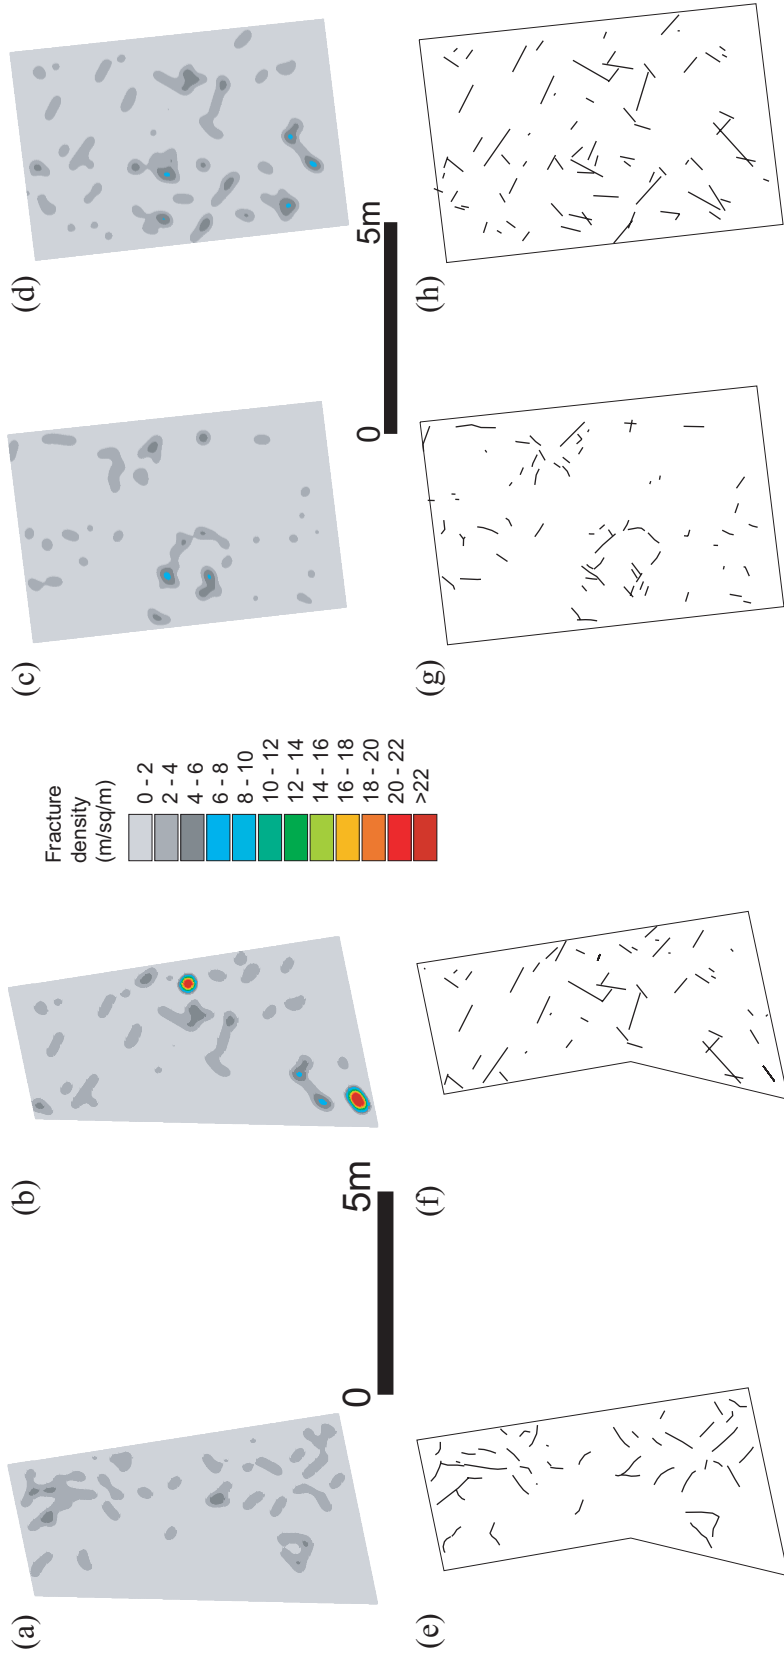 (a)
(b)
(c)
(d)
Fracture
density
(m/sq/m)
0 - 2
2 - 4
4 - 6
6 - 8
8 - 10
10 - 12
12 - 14
14 - 16
16 - 18
18 - 20
20 - 22
>22
0 5m
0 5m
(e)
(f)
(g)
(h)